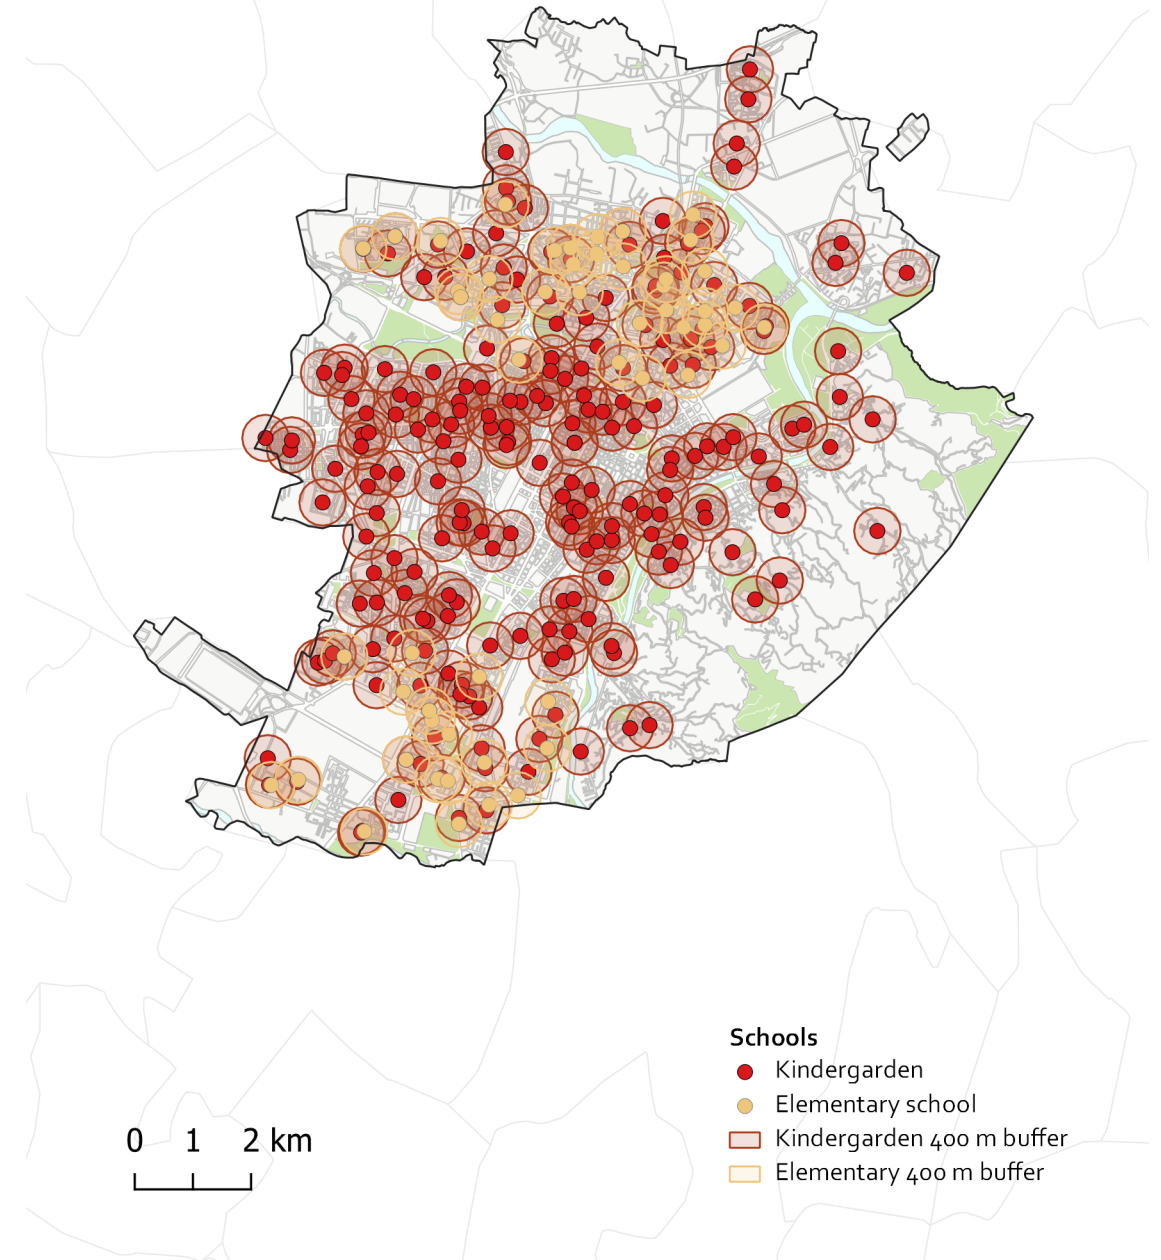 Schools
Kindergarden
Elementary school
Kindergarden 400 m buffer
Elementary 400 m buffer
0 1 2 km